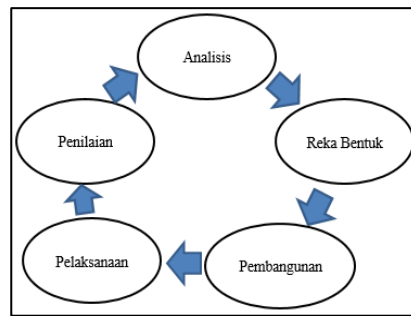 Analisis
Reka Bentuk
Pembangunan
Pelaksanaan
Penilaian